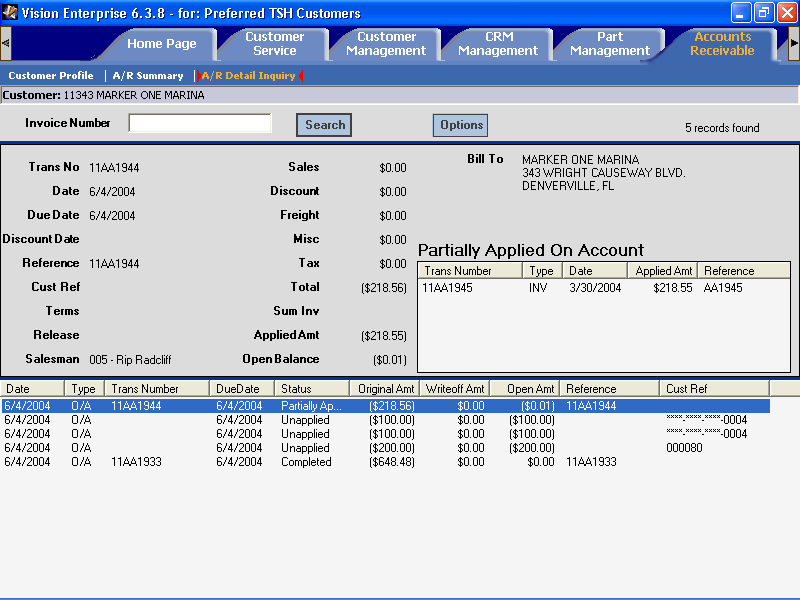 Vision Enterprise 6.3.8 - for: Preferred TSH Customers
Home Page
Customer Service
Customer Management
CRM Management
Part Management
Accounts Receivable
Customer Profile | A/R Summary | A/R Detail Inquiry
Customer: 11343 MARKER ONE MARINA
Invoice Number Search Options 5 records found
Trans No 11AA1944 Sales $0.00 Bill To MARKER ONE MARINA
343 WRIGHT CAUSEWAY BLVD.
DENVERVILLE, FL
Date 6/4/2004 Discount $0.00
Due Date 6/4/2004 Freight $0.00
Discount Date Misc $0.00
Reference 11AA1944 Tax $0.00
Cust Ref Total ($218.56)
Terms Sum Inv
Release Applied Amt ($218.55)
Salesman 005 - Rip Radcliff Open Balance ($0.01)
Partially Applied On Account
Trans Number Type Date Applied Amt Reference
11AA1945 INV 3/30/2004 $218.55 AA1945
Date Type Trans Number DueDate Status Original Amt Writeoff Amt Open Amt Reference Cust Ref
6/4/2004 O/A 11AA1944 6/4/2004 Partially Ap... ($218.56) $0.00 ($0.01) 11AA1944
6/4/2004 O/A 6/4/2004 Unapplied ($100.00) $0.00 ($100.00) ****-****-****-0004
6/4/2004 O/A 6/4/2004 Unapplied ($100.00) $0.00 ($100.00) ****-****-****-0004
6/4/2004 O/A 6/4/2004 Unapplied ($200.00) $0.00 ($200.00) 000080
6/4/2004 O/A 11AA1933 6/4/2004 Completed ($648.48) $0.00 $0.00 11AA1933